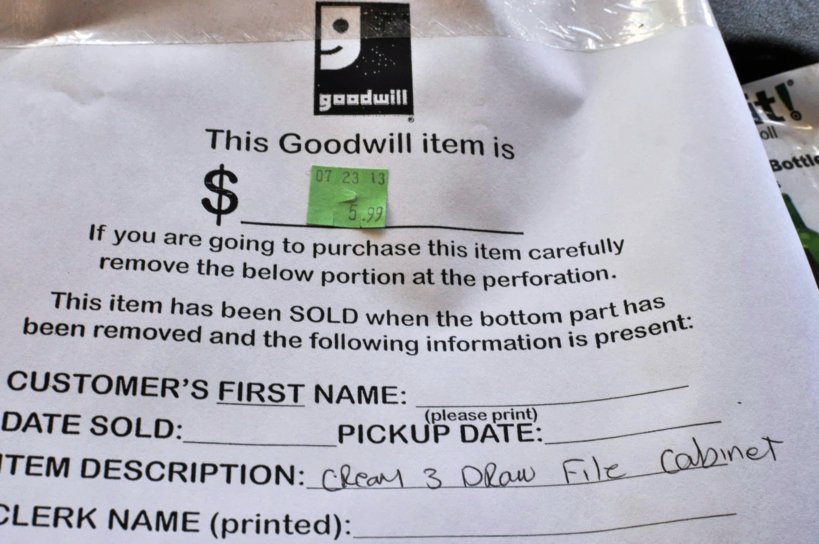 goodwill
®
This Goodwill item is
$
07 23 13
5.99
If you are going to purchase this item carefully
remove the below portion at the perforation.
This item has been SOLD when the bottom part has
been removed and the following information is present:
CUSTOMER'S FIRST NAME:
(please print)
DATE SOLD: PICKUP DATE:
ITEM DESCRIPTION: CReam 3 DRaw File Cabinet
CLERK NAME (printed):
it!
oll
Bottle